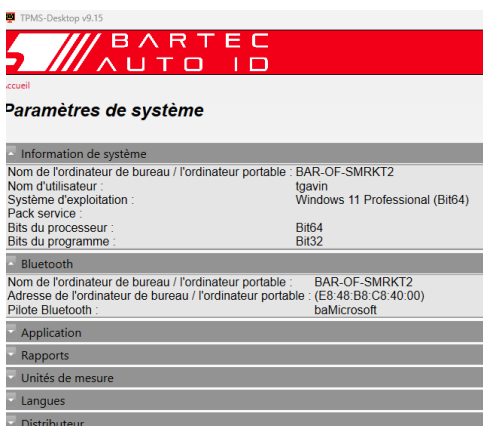 TPMS-Desktop v9.15
BARTEC
AUTO ID
Accueil
Paramètres de système
Information de système
Nom de l'ordinateur de bureau / l'ordinateur portable : BAR-OF-SMRKT2
Nom d'utilisateur : tgavin
Système d'exploitation : Windows 11 Professional (Bit64)
Pack service :
Bits du processeur : Bit64
Bits du programme : Bit32
Bluetooth
Nom de l'ordinateur de bureau / l'ordinateur portable : BAR-OF-SMRKT2
Adresse de l'ordinateur de bureau / l'ordinateur portable : (E8:48:B8:C8:40:00)
Pilote Bluetooth : baMicrosoft
Application
Rapports
Unités de mesure
Langues
Distributeur